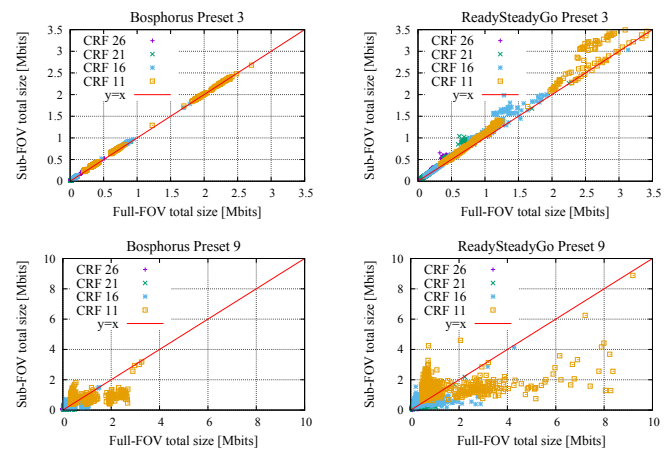 Bosphorus Preset 3
Sub-FOV total size [Mbits]
3.5
3
2.5
2
1.5
1
0.5
0
CRF 26
CRF 21
CRF 16
CRF 11
y=x
0 0.5 1 1.5 2 2.5 3 3.5
Full-FOV total size [Mbits]
ReadySteadyGo Preset 3
Sub-FOV total size [Mbits]
3.5
3
2.5
2
1.5
1
0.5
0
CRF 26
CRF 21
CRF 16
CRF 11
y=x
0 0.5 1 1.5 2 2.5 3 3.5
Full-FOV total size [Mbits]
Bosphorus Preset 9
Sub-FOV total size [Mbits]
10
8
6
4
2
0
CRF 26
CRF 21
CRF 16
CRF 11
y=x
0 2 4 6 8 10
Full-FOV total size [Mbits]
ReadySteadyGo Preset 9
Sub-FOV total size [Mbits]
10
8
6
4
2
0
CRF 26
CRF 21
CRF 16
CRF 11
y=x
0 2 4 6 8 10
Full-FOV total size [Mbits]